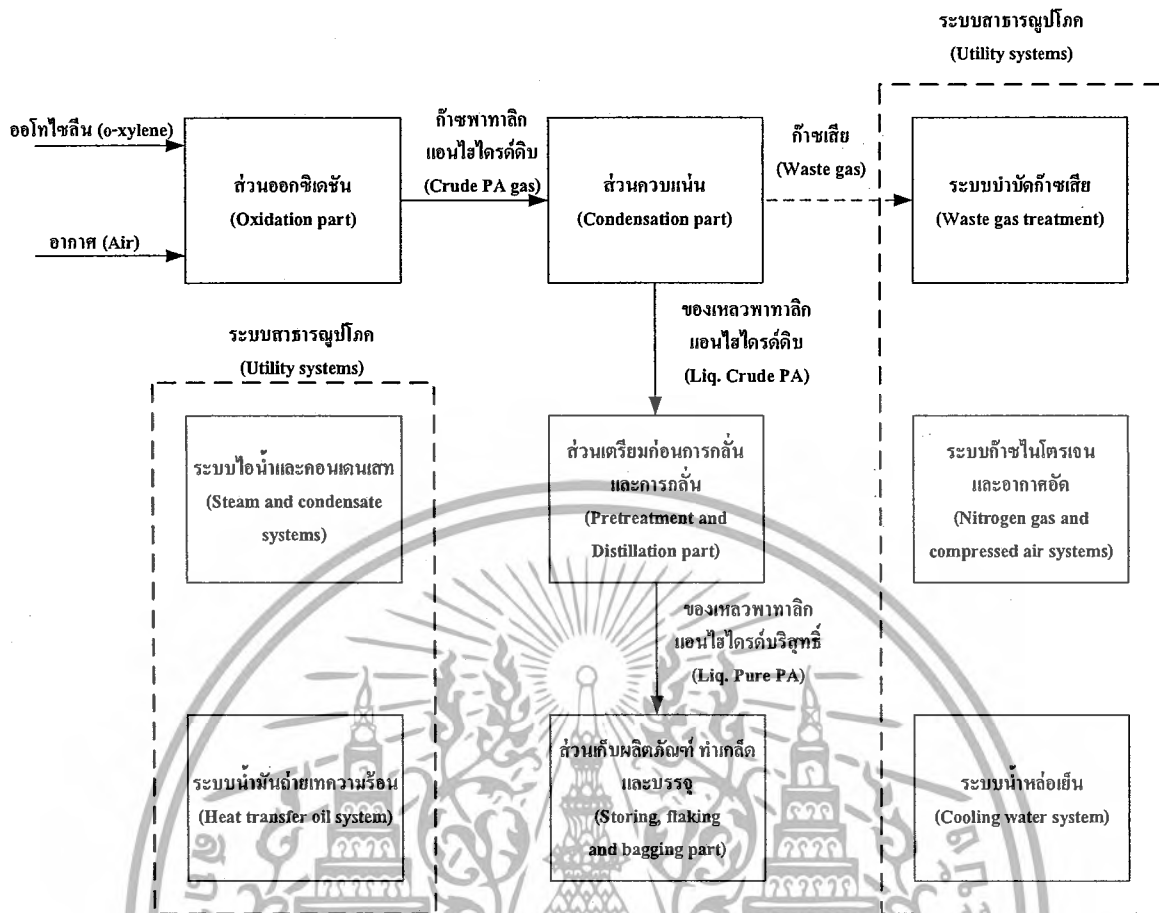 ระบบสาธารณูปโภค
(Utility systems)
ออโทไซลีน (o-xylene)
อากาศ (Air)
ส่วนออกซิเดชัน
(Oxidation part)
ก๊าซพาทาลิก
แอนไฮไดรด์ดิบ
(Crude PA gas)
ส่วนควบแน่น
(Condensation part)
ก๊าซเสีย
(Waste gas)
ระบบบำบัดก๊าซเสีย
(Waste gas treatment)
ของเหลวพาทาลิก
แอนไฮไดรด์ดิบ
(Liq. Crude PA)
ระบบสาธารณูปโภค
(Utility systems)
ระบบไอน้ำและคอนเดนเสท
(Steam and condensate
systems)
ส่วนเตรียมก่อนการกลั่น
และการกลั่น
(Pretreatment and
Distillation part)
ระบบก๊าซไนโตรเจน
และอากาศอัด
(Nitrogen gas and
compressed air systems)
ของเหลวพาทาลิก
แอนไฮไดรด์บริสุทธิ์
(Liq. Pure PA)
ระบบน้ำมันถ่ายเทความร้อน
(Heat transfer oil system)
ส่วนเก็บผลิตภัณฑ์ ทำเกล็ด
และบรรจุ
(Storing, flaking
and bagging part)
ระบบน้ำหล่อเย็น
(Cooling water system)